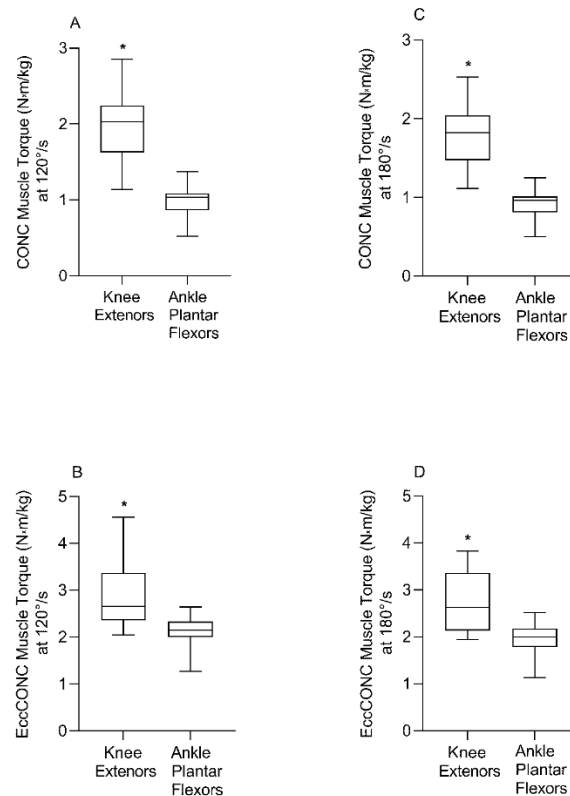 A
CONC Muscle Torque (N·m/kg)
at 120°/s
3
2
1
0
*
Knee
Extenors
Ankle
Plantar
Flexors
C
CONC Muscle Torque (N·m/kg)
at 180°/s
3
2
1
0
*
Knee
Extenors
Ankle
Plantar
Flexors
B
EccCONC Muscle Torque (N·m/kg)
at 120°/s
5
4
3
2
1
0
*
Knee
Extenors
Ankle
Plantar
Flexors
D
EccCONC Muscle Torque (N·m/kg)
at 180°/s
5
4
3
2
1
0
*
Knee
Extenors
Ankle
Plantar
Flexors